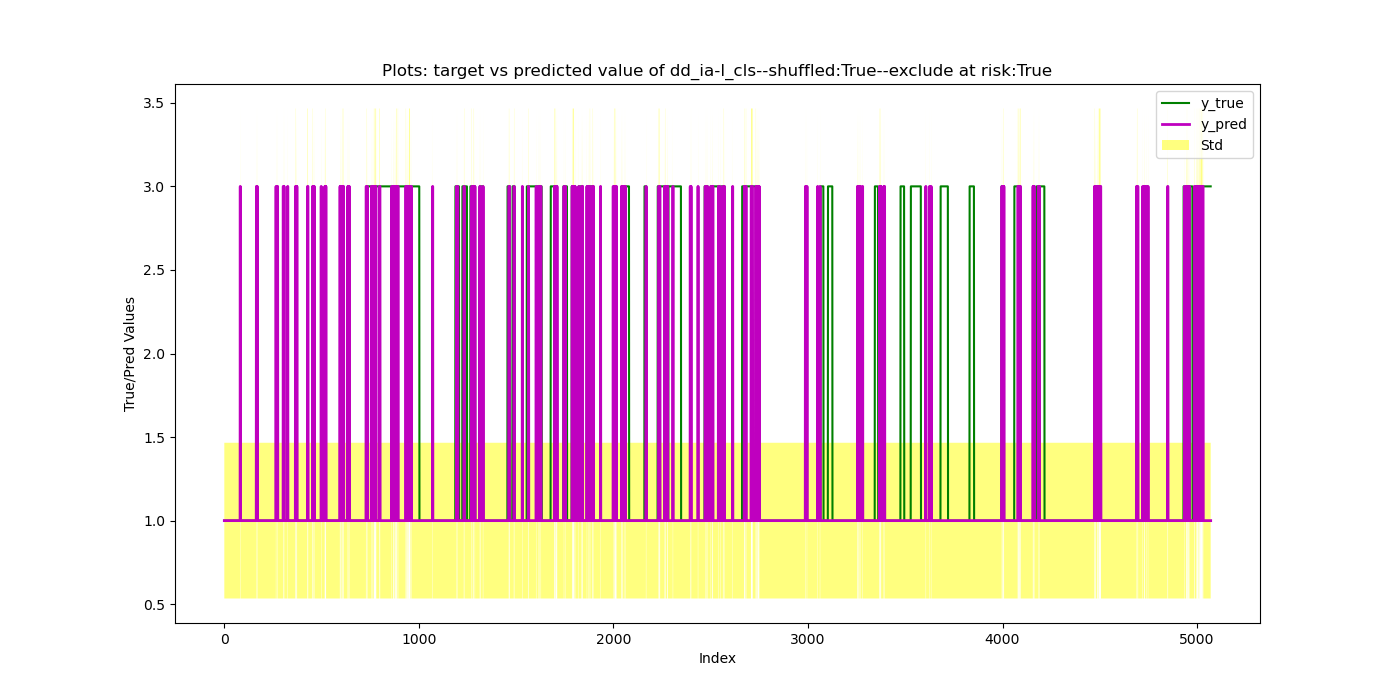 Plots: target vs predicted value of dd_ia-l_cls--shuffled:True--exclude at risk:True
3.5
3.0
2.5
2.0
1.5
1.0
0.5
True/Pred Values
y_true
y_pred
Std
0
1000
2000
3000
4000
5000
Index